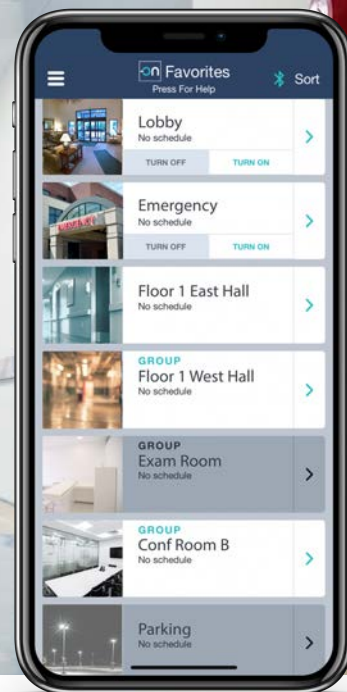 on Favorites
Sort
Press For Help
Lobby
No schedule
TURN OFF TURN ON
EMERGENCY
Emergency
No schedule
TURN OFF TURN ON
Floor 1 East Hall
No schedule
GROUP
Floor 1 West Hall
No schedule
GROUP
Exam Room
No schedule
GROUP
Conf Room B
No schedule
Parking
No schedule